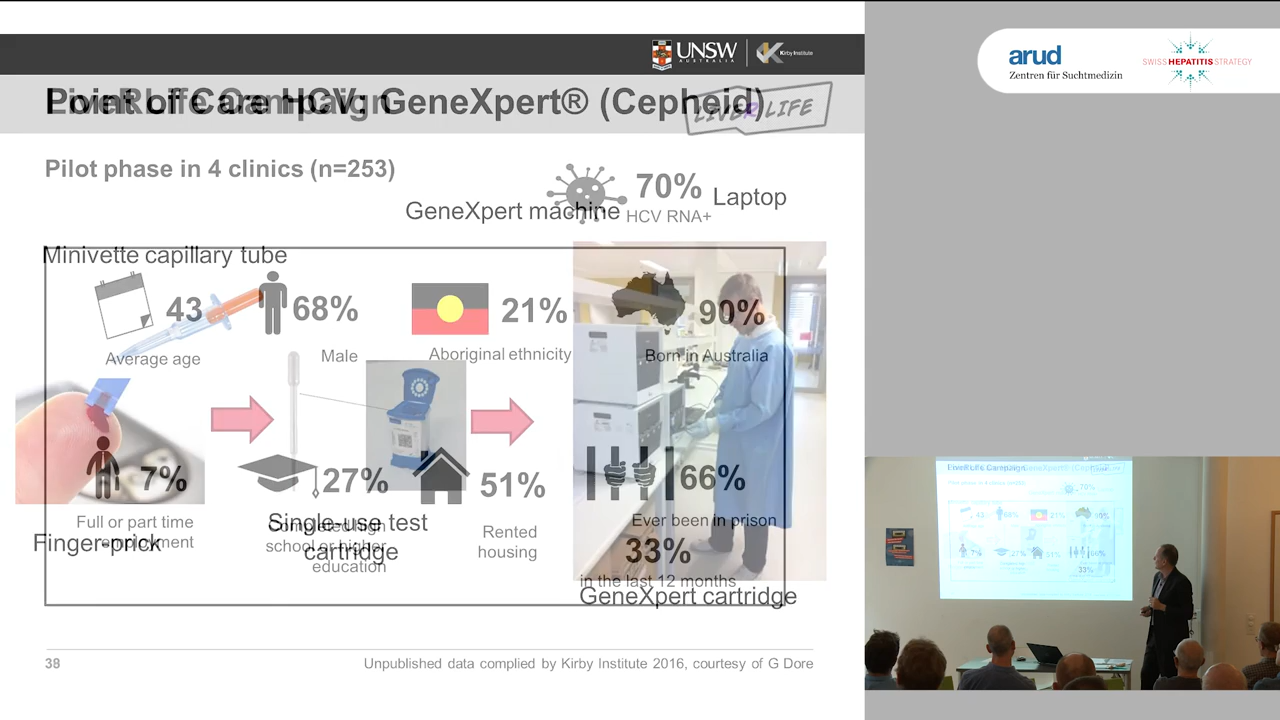 UNSW
AUSTRALIA
Kirby Institute
arud
Zentren für Suchtmedizin
SWISS HEPATITIS STRATEGY
Point of Care HCV: GeneXpert® (Cepheid)
LiveRLife Campaign
LIVERLIFE
Pilot phase in 4 clinics (n=253)
70%
HCV RNA+
Laptop
GeneXpert machine
Minivette capillary tube
43
Average age
68%
Male
21%
Aboriginal ethnicity
90%
Born in Australia
7%
Full or part time
employment
27%
Completed high
school or higher
education
51%
Rented
housing
66%
Ever been in prison
33%
in the last 12 months
Finger-prick
Single-use test
cartridge
GeneXpert cartridge
38
Unpublished data complied by Kirby Institute 2016, courtesy of G Dore